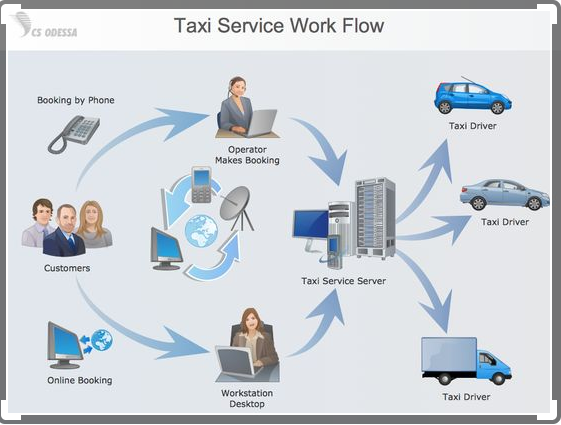 CS ODESSA
Taxi Service Work Flow
Booking by Phone
Operator
Makes Booking
Taxi Driver
Customers
Taxi Service Server
Taxi Driver
Online Booking
Workstation
Desktop
Taxi Driver